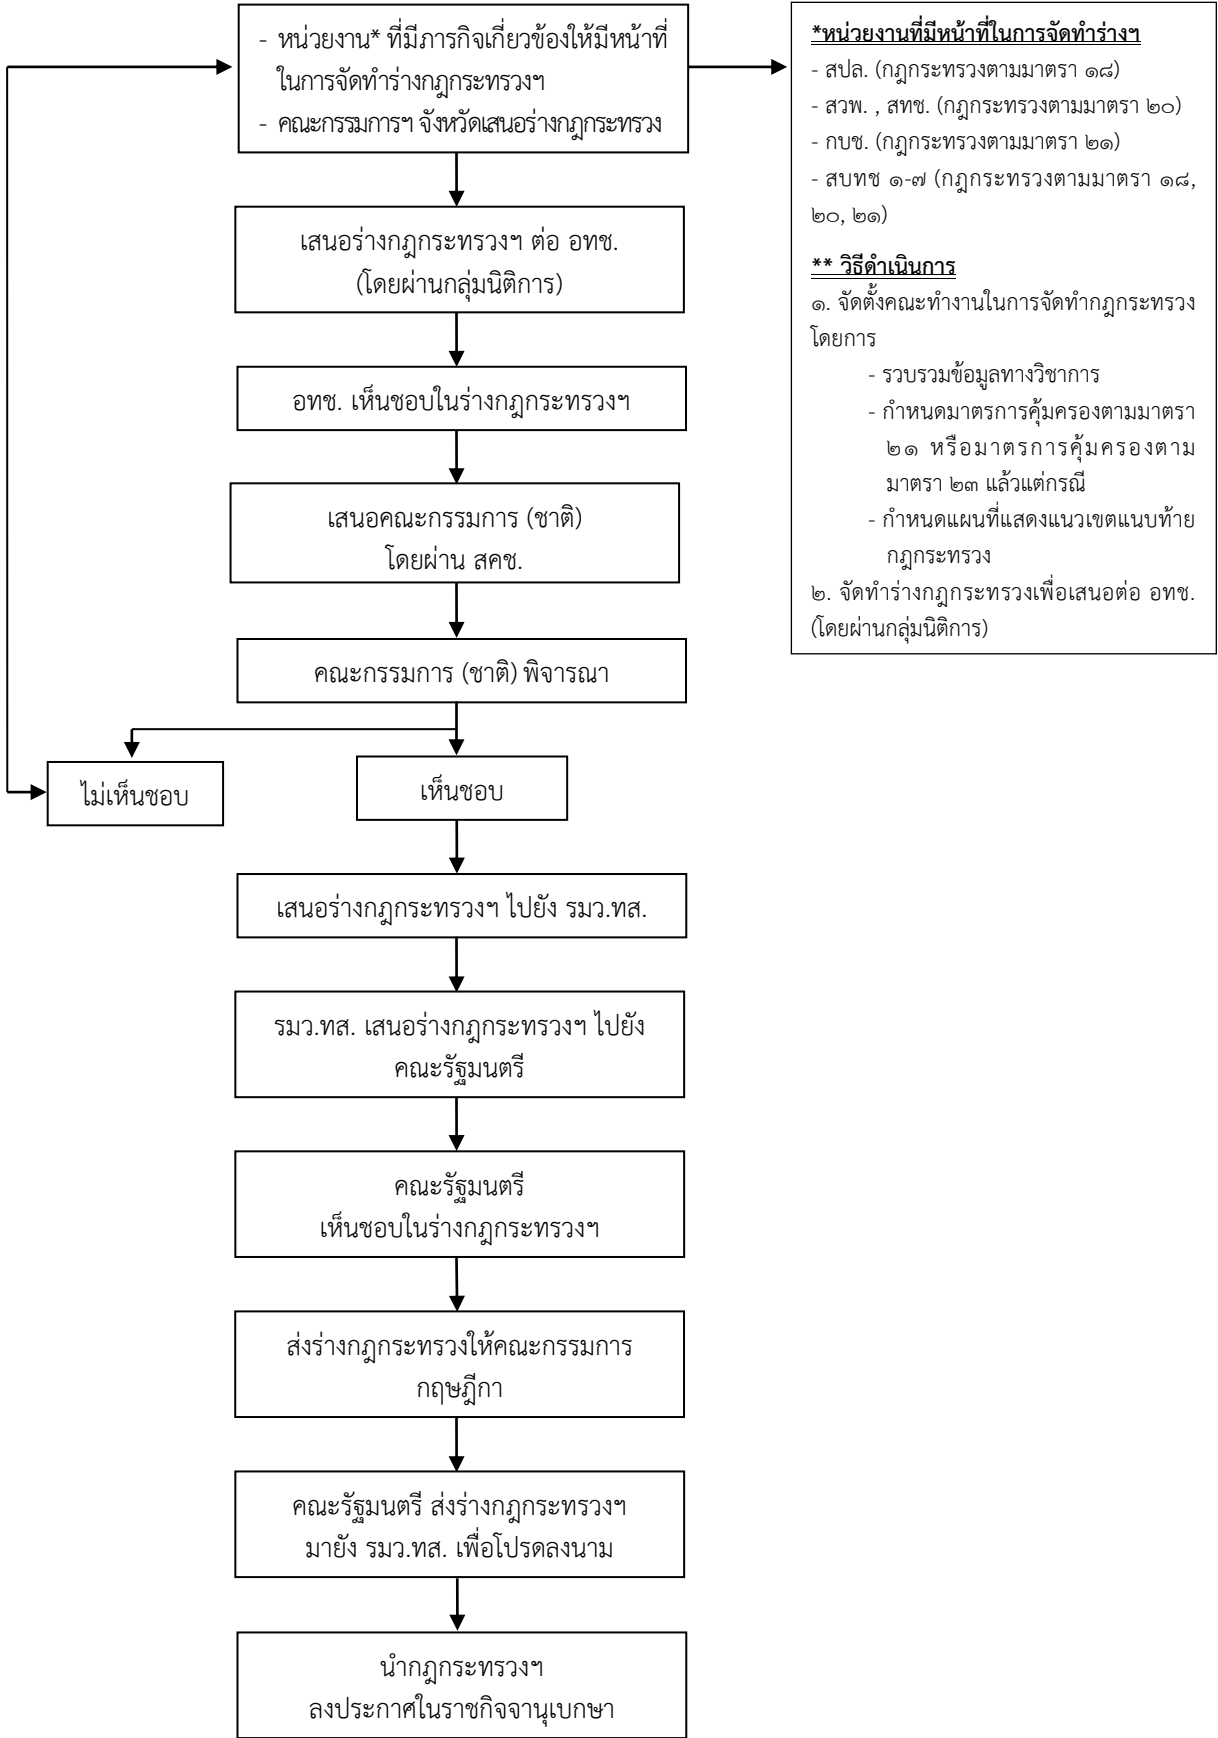 - หน่วยงาน* ที่มีภารกิจเกี่ยวข้องให้มีหน้าที่
ในการจัดทำร่างกฎกระทรวงฯ
- คณะกรรมการฯ จังหวัดเสนอร่างกฎกระทรวง
เสนอร่างกฎกระทรวงฯ ต่อ อทช.
(โดยผ่านกลุ่มนิติการ)
อทช. เห็นชอบในร่างกฎกระทรวงฯ
เสนอคณะกรรมการ (ชาติ)
โดยผ่าน สคช.
คณะกรรมการ (ชาติ) พิจารณา
ไม่เห็นชอบ
เห็นชอบ
เสนอร่างกฎกระทรวงฯ ไปยัง รมว.ทส.
รมว.ทส. เสนอร่างกฎกระทรวงฯ ไปยัง
คณะรัฐมนตรี
คณะรัฐมนตรี
เห็นชอบในร่างกฎกระทรวงฯ
ส่งร่างกฎกระทรวงให้คณะกรรมการ
กฤษฎีกา
คณะรัฐมนตรี ส่งร่างกฎกระทรวงฯ
มายัง รมว.ทส. เพื่อโปรดลงนาม
นำกฎกระทรวงฯ
ลงประกาศในราชกิจจานุเบกษา
*หน่วยงานที่มีหน้าที่ในการจัดทำร่างฯ
- สปล. (กฎกระทรวงตามมาตรา ๑๘)
- สวพ. , สทช. (กฎกระทรวงตามมาตรา ๒๐)
- กบช. (กฎกระทรวงตามมาตรา ๒๑)
- สบทช ๑-๗ (กฎกระทรวงตามมาตรา ๑๘,
๒๐, ๒๑)
** วิธีดำเนินการ
๑. จัดตั้งคณะทำงานในการจัดทำกฎกระทรวง
โดยการ
- รวบรวมข้อมูลทางวิชาการ
- กำหนดมาตรการคุ้มครองตามมาตรา
๒๑ หรือมาตรการคุ้มครองตาม
มาตรา ๒๓ แล้วแต่กรณี
- กำหนดแผนที่แสดงแนวเขตแนบท้าย
กฎกระทรวง
๒. จัดทำร่างกฎกระทรวงเพื่อเสนอต่อ อทช.
(โดยผ่านกลุ่มนิติการ)